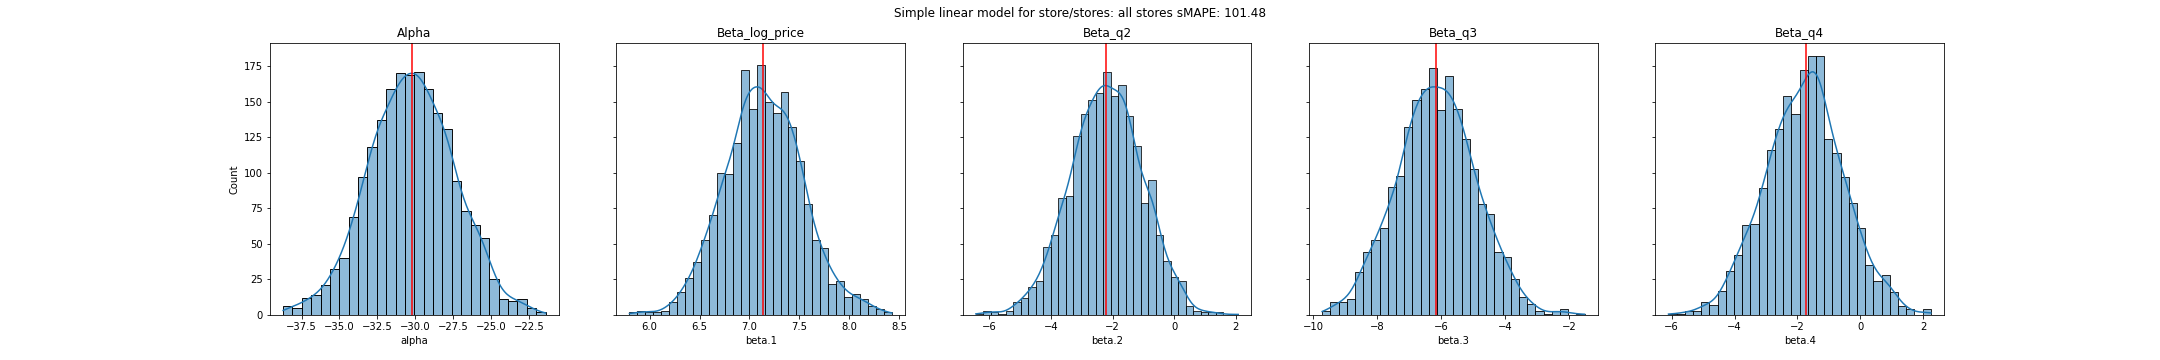 Simple linear model for store/stores: all stores sMAPE: 101.48
Alpha
Beta_log_price
Beta_q2
Beta_q3
Beta_q4
Count
175
150
125
100
75
50
25
0
−37.5 −35.0 −32.5 −30.0 −27.5 −25.0 −22.5
alpha
6.0 6.5 7.0 7.5 8.0 8.5
beta.1
−6 −4 −2 0 2
beta.2
−10 −8 −6 −4 −2
beta.3
−6 −4 −2 0 2
beta.4